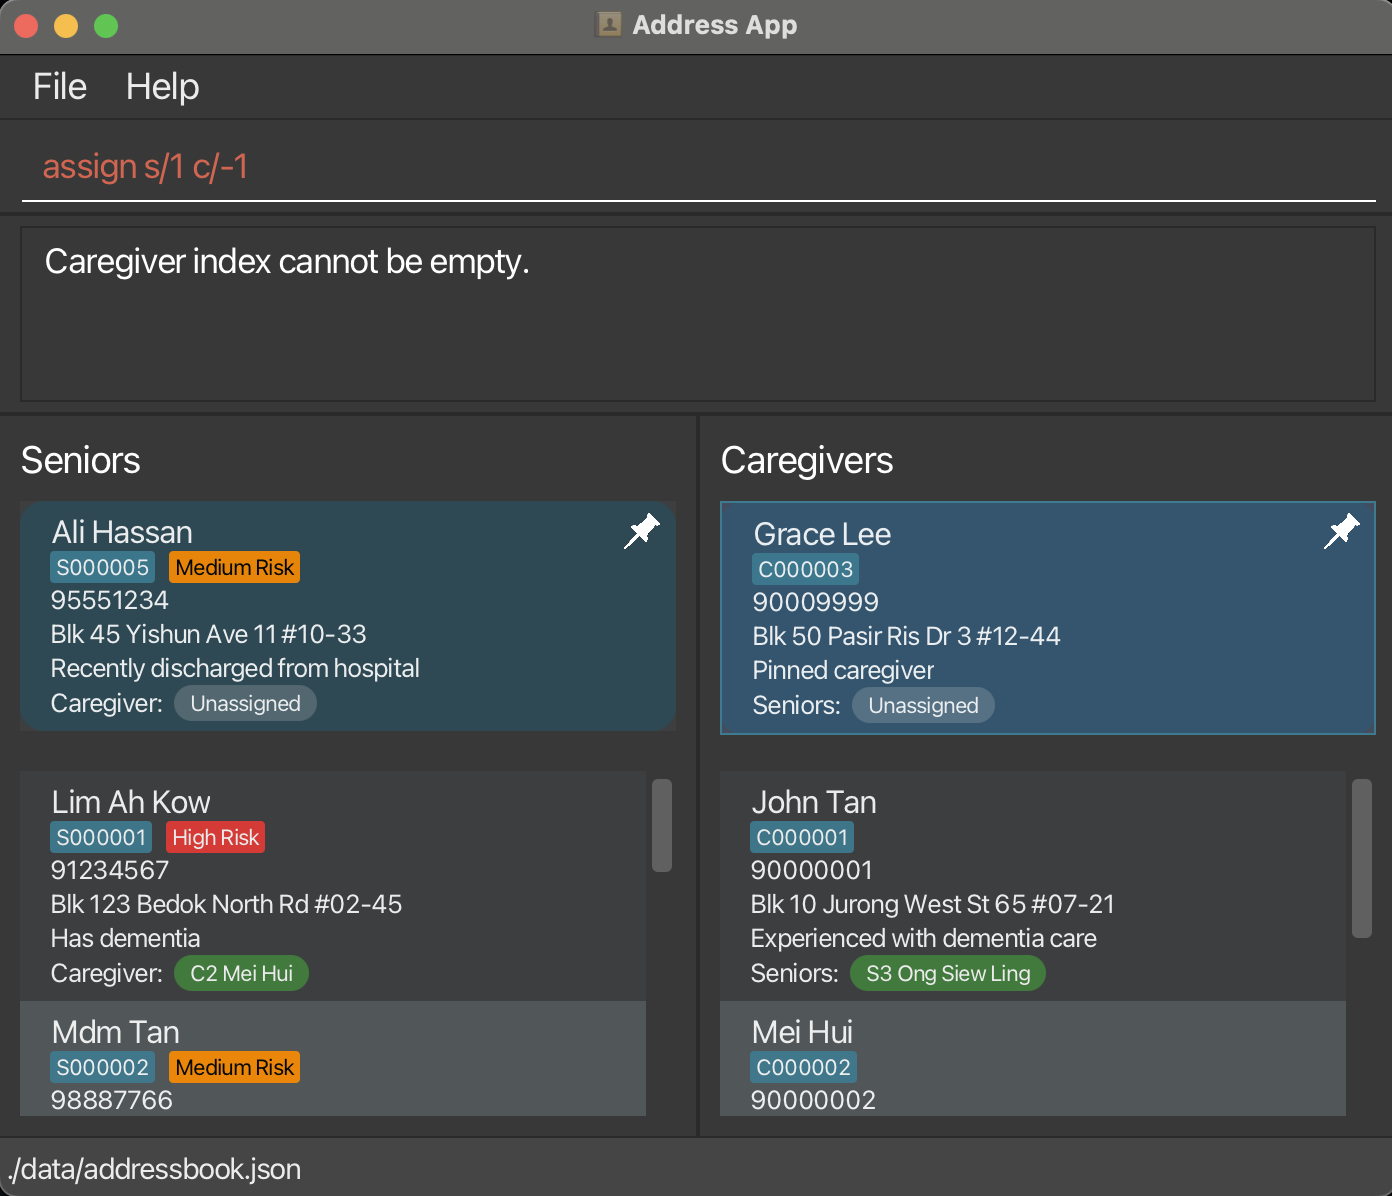 Address App
File Help
assign s/1 c/-1
Caregiver index cannot be empty.
Seniors
Ali Hassan
S000005 Medium Risk
95551234
Blk 45 Yishun Ave 11 #10-33
Recently discharged from hospital
Caregiver: Unassigned
Lim Ah Kow
S000001 High Risk
91234567
Blk 123 Bedok North Rd #02-45
Has dementia
Caregiver: C2 Mei Hui
Mdm Tan
S000002 Medium Risk
98887766
Caregivers
Grace Lee
C000003
90009999
Blk 50 Pasir Ris Dr 3 #12-44
Pinned caregiver
Seniors: Unassigned
John Tan
C000001
90000001
Blk 10 Jurong West St 65 #07-21
Experienced with dementia care
Seniors: S3 Ong Siew Ling
Mei Hui
C000002
90000002
./data/addressbook.json